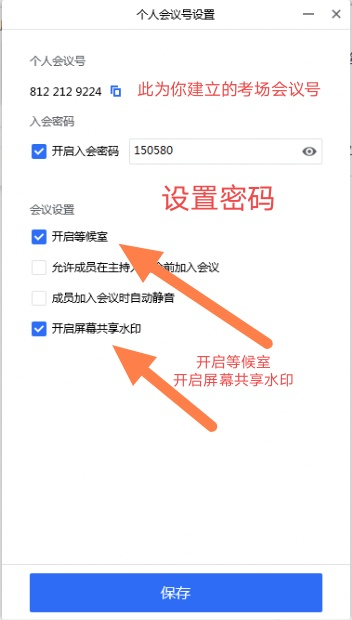 个人会议号设置
个人会议号
812 212 9224
此为你建立的考场会议号
入会密码
开启入会密码
150580
设置密码
会议设置
开启等候室
允许成员在主持人 会前加入会议
成员加入会议时自动静音
开启屏幕共享水印
开启等候室
开启屏幕共享水印
保存